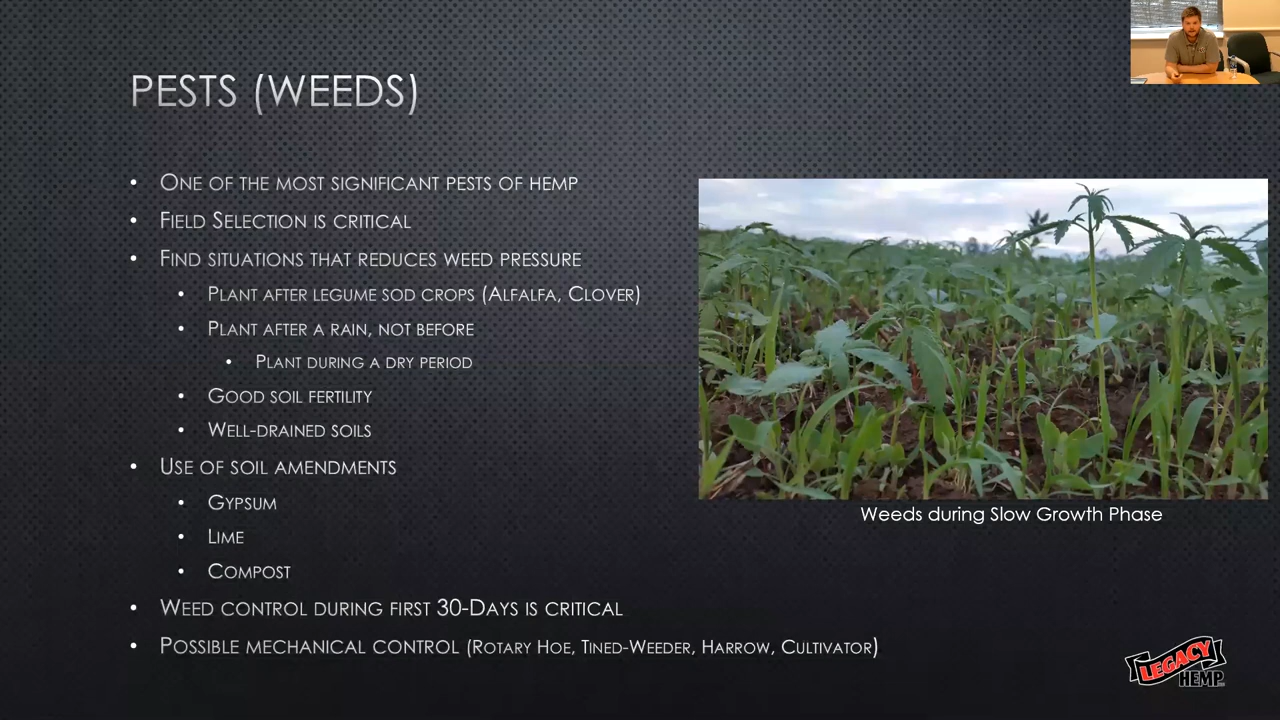 PESTS (WEEDS)
• ONE OF THE MOST SIGNIFICANT PESTS OF HEMP
• FIELD SELECTION IS CRITICAL
• FIND SITUATIONS THAT REDUCES WEED PRESSURE
• PLANT AFTER LEGUME SOD CROPS (ALFALFA, CLOVER)
• PLANT AFTER A RAIN, NOT BEFORE
• PLANT DURING A DRY PERIOD
• GOOD SOIL FERTILITY
• WELL-DRAINED SOILS
• USE OF SOIL AMENDMENTS
• GYPSUM
• LIME
• COMPOST
• WEED CONTROL DURING FIRST 30-DAYS IS CRITICAL
• POSSIBLE MECHANICAL CONTROL (ROTARY HOE, TINED-WEEDER, HARROW, CULTIVATOR)
Weeds during Slow Growth Phase
LEGACY
HEMP